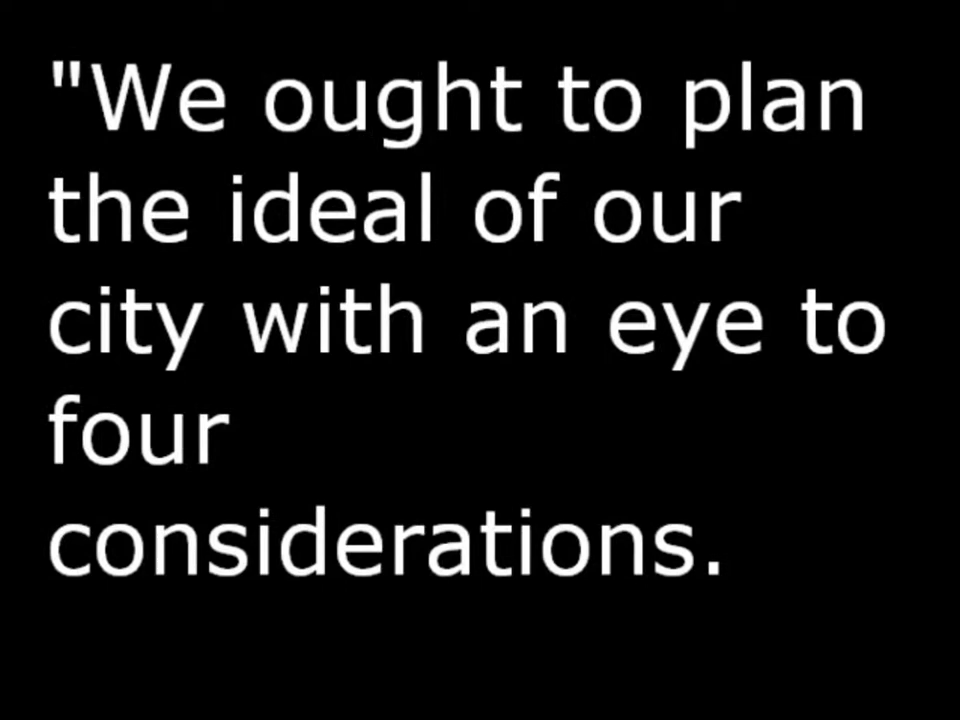 "We ought to plan
the ideal of our
city with an eye to
four
considerations.